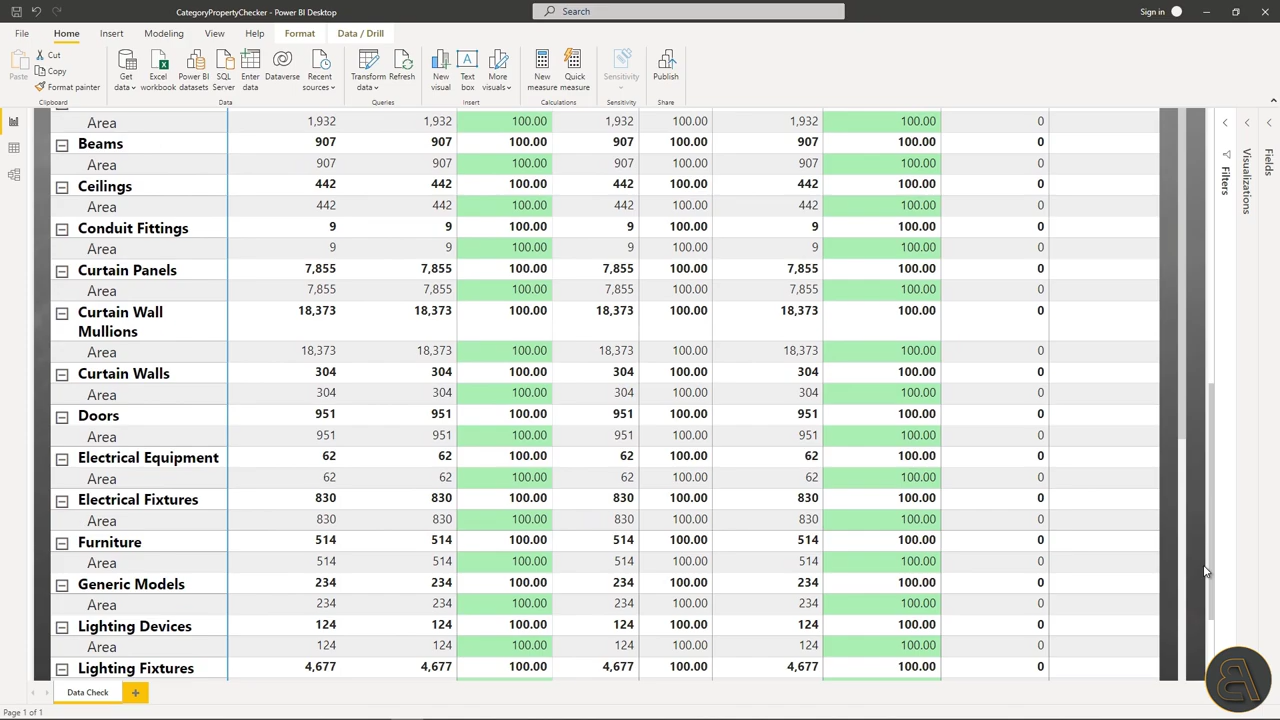 CategoryPropertyChecker - Power BI Desktop
Search
Sign in
File Home Insert Modeling View Help Format Data / Drill
Paste
Cut
Copy
Format painter
Get data
Excel workbook
Power BI datasets
SQL Server
Enter data
Dataverse
Recent sources
Transform data
Refresh
New visual
Text box
More visuals
New measure
Quick measure
Sensitivity
Publish
Clipboard Data Queries Insert Calculations Sensitivity Share
Area 1,932 1,932 100.00 1,932 100.00 1,932 100.00 0
Beams 907 907 100.00 907 100.00 907 100.00 0
Area 907 907 100.00 907 100.00 907 100.00 0
Ceilings 442 442 100.00 442 100.00 442 100.00 0
Area 442 442 100.00 442 100.00 442 100.00 0
Conduit Fittings 9 9 100.00 9 100.00 9 100.00 0
Area 9 9 100.00 9 100.00 9 100.00 0
Curtain Panels 7,855 7,855 100.00 7,855 100.00 7,855 100.00 0
Area 7,855 7,855 100.00 7,855 100.00 7,855 100.00 0
Curtain Wall 18,373 18,373 100.00 18,373 100.00 18,373 100.00 0
Mullions
Area 18,373 18,373 100.00 18,373 100.00 18,373 100.00 0
Curtain Walls 304 304 100.00 304 100.00 304 100.00 0
Area 304 304 100.00 304 100.00 304 100.00 0
Doors 951 951 100.00 951 100.00 951 100.00 0
Area 951 951 100.00 951 100.00 951 100.00 0
Electrical Equipment 62 62 100.00 62 100.00 62 100.00 0
Area 62 62 100.00 62 100.00 62 100.00 0
Electrical Fixtures 830 830 100.00 830 100.00 830 100.00 0
Area 830 830 100.00 830 100.00 830 100.00 0
Furniture 514 514 100.00 514 100.00 514 100.00 0
Area 514 514 100.00 514 100.00 514 100.00 0
Generic Models 234 234 100.00 234 100.00 234 100.00 0
Area 234 234 100.00 234 100.00 234 100.00 0
Lighting Devices 124 124 100.00 124 100.00 124 100.00 0
Area 124 124 100.00 124 100.00 124 100.00 0
Lighting Fixtures 4,677 4,677 100.00 4,677 100.00 4,677 100.00 0
Filters
Visualizations
Fields
Data Check
Page 1 of 1